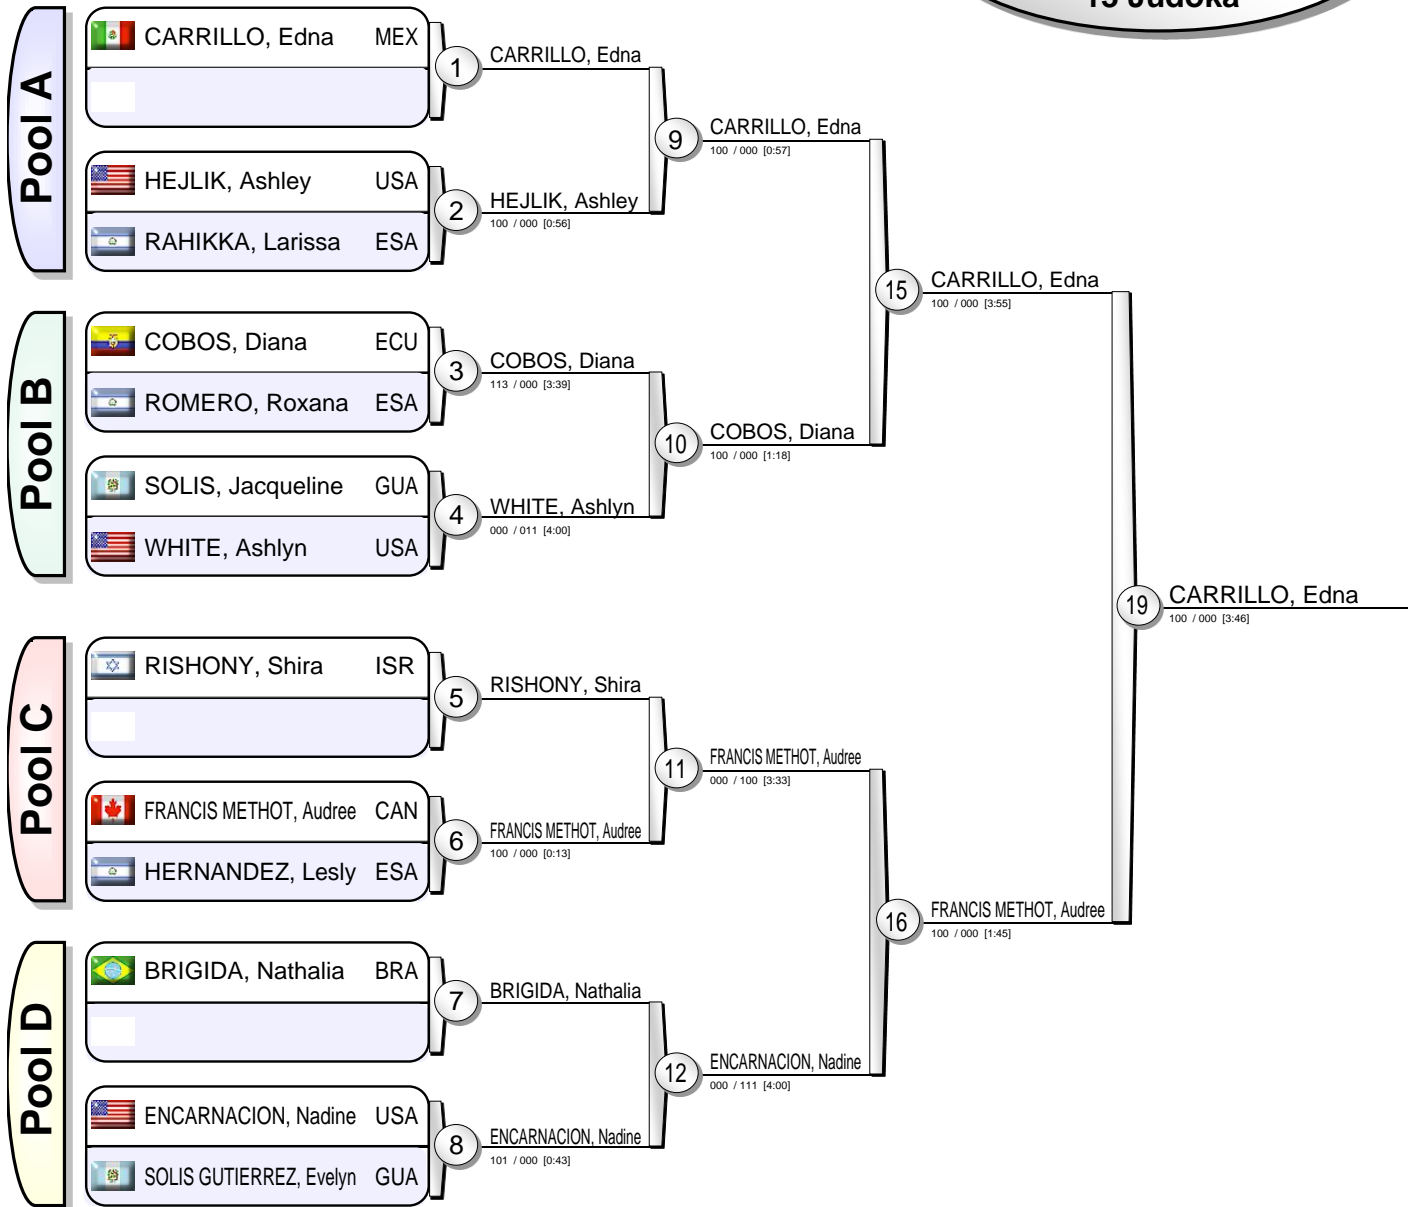 13 Judoka
Pool A
CARRILLO, Edna MEX
HEJLIK, Ashley USA
RAHIKKA, Larissa ESA
1
CARRILLO, Edna
2
HEJLIK, Ashley
100 / 000 [0:56]
9
CARRILLO, Edna
100 / 000 [0:57]
Pool B
COBOS, Diana ECU
ROMERO, Roxana ESA
SOLIS, Jacqueline GUA
WHITE, Ashlyn USA
3
COBOS, Diana
113 / 000 [3:39]
4
WHITE, Ashlyn
000 / 011 [4:00]
10
COBOS, Diana
100 / 000 [1:18]
15
CARRILLO, Edna
100 / 000 [3:55]
Pool C
RISHONY, Shira ISR
FRANCIS METHOT, Audree CAN
HERNANDEZ, Lesly ESA
5
RISHONY, Shira
6
FRANCIS METHOT, Audree
100 / 000 [0:13]
11
FRANCIS METHOT, Audree
000 / 100 [3:33]
Pool D
BRIGIDA, Nathalia BRA
ENCARNACION, Nadine USA
SOLIS GUTIERREZ, Evelyn GUA
7
BRIGIDA, Nathalia
8
ENCARNACION, Nadine
101 / 000 [0:43]
12
ENCARNACION, Nadine
000 / 111 [4:00]
16
FRANCIS METHOT, Audree
100 / 000 [1:45]
19
CARRILLO, Edna
100 / 000 [3:46]